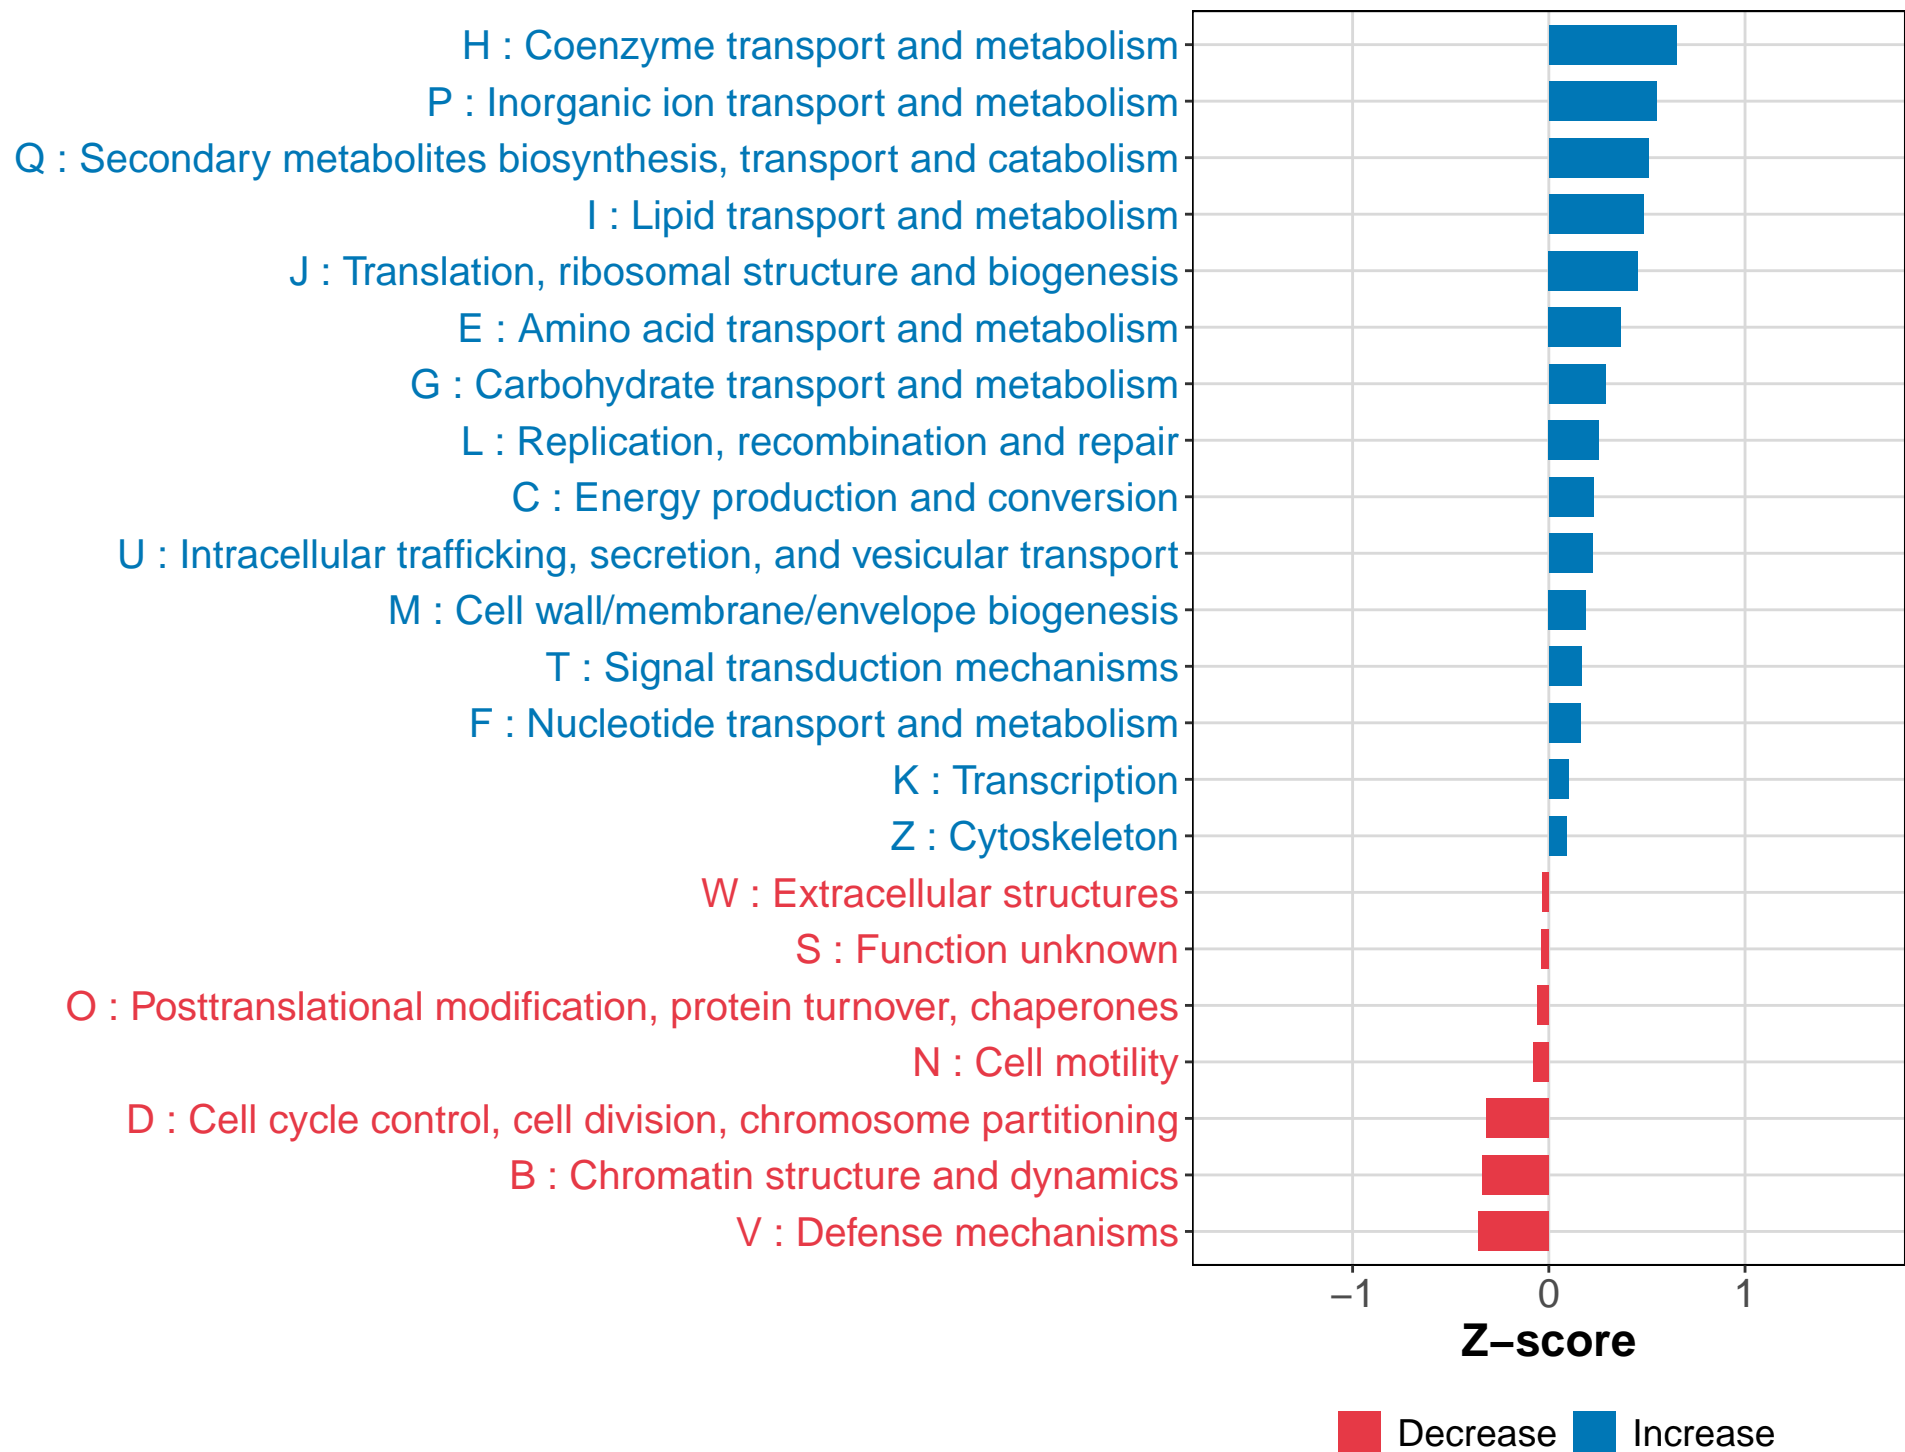 H : Coenzyme transport and metabolism
P : Inorganic ion transport and metabolism
Q : Secondary metabolites biosynthesis, transport and catabolism
I : Lipid transport and metabolism
J : Translation, ribosomal structure and biogenesis
E : Amino acid transport and metabolism
G : Carbohydrate transport and metabolism
L : Replication, recombination and repair
C : Energy production and conversion
U : Intracellular trafficking, secretion, and vesicular transport
M : Cell wall/membrane/envelope biogenesis
T : Signal transduction mechanisms
F : Nucleotide transport and metabolism
K : Transcription
Z : Cytoskeleton
W : Extracellular structures
S : Function unknown
O : Posttranslational modification, protein turnover, chaperones
N : Cell motility
D : Cell cycle control, cell division, chromosome partitioning
B : Chromatin structure and dynamics
V : Defense mechanisms
−1 0 1
Z−score
Decrease Increase